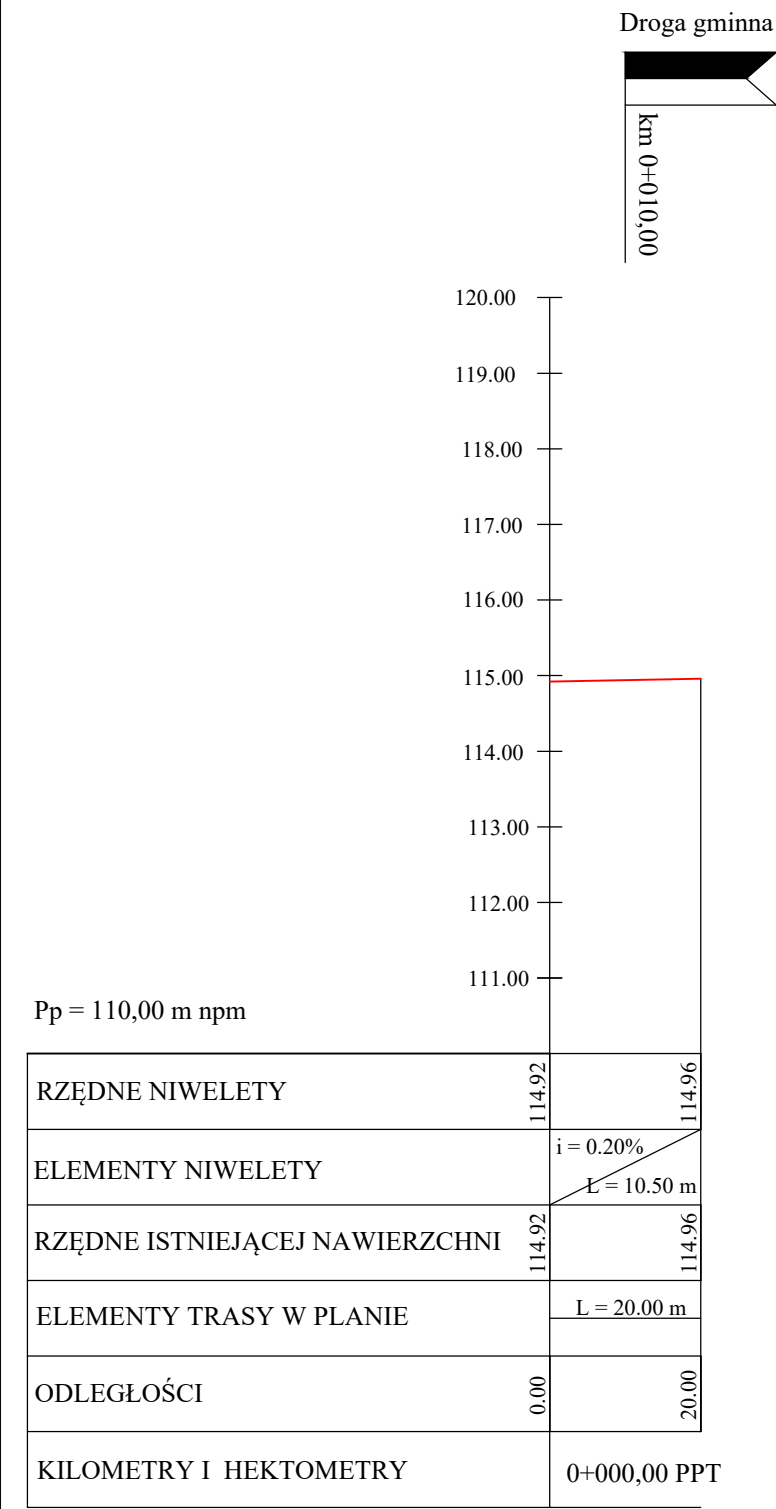 Droga gminna
km 0+010,00
120.00
119.00
118.00
117.00
116.00
115.00
114.00
113.00
112.00
111.00
Pp = 110,00 m npm
RZĘDNE NIWELETY
114.92
114.96
ELEMENTY NIWELETY
i = 0.20%
L = 10.50 m
RZĘDNE ISTNIEJĄCEJ NAWIERZCHNI
114.92
114.96
ELEMENTY TRASY W PLANIE
L = 20.00 m
ODLEGŁOŚCI
0.00
20.00
KILOMETRY I HEKTOMETRY
0+000,00 PPT